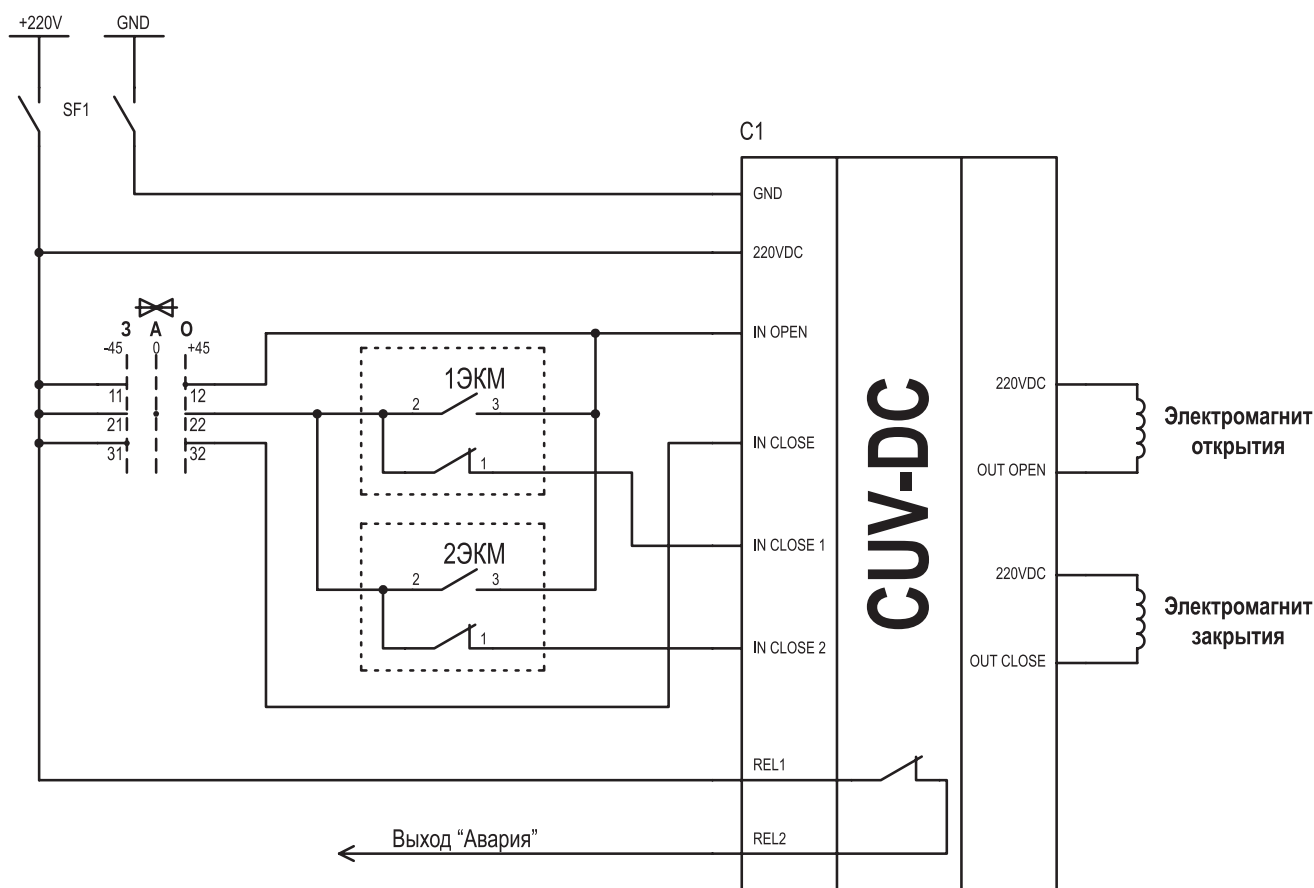 +220V GND
SF1
C1
GND
220VDC
З А О
-45 0 +45
IN OPEN
11 12
21 22
31 32
1ЭКМ
2 3
1
IN CLOSE
2ЭКМ
2 3
1
IN CLOSE 1
IN CLOSE 2
CUV-DC
220VDC
OUT OPEN
Электромагнит
открытия
220VDC
OUT CLOSE
Электромагнит
закрытия
REL1
Выход “Авария”
REL2